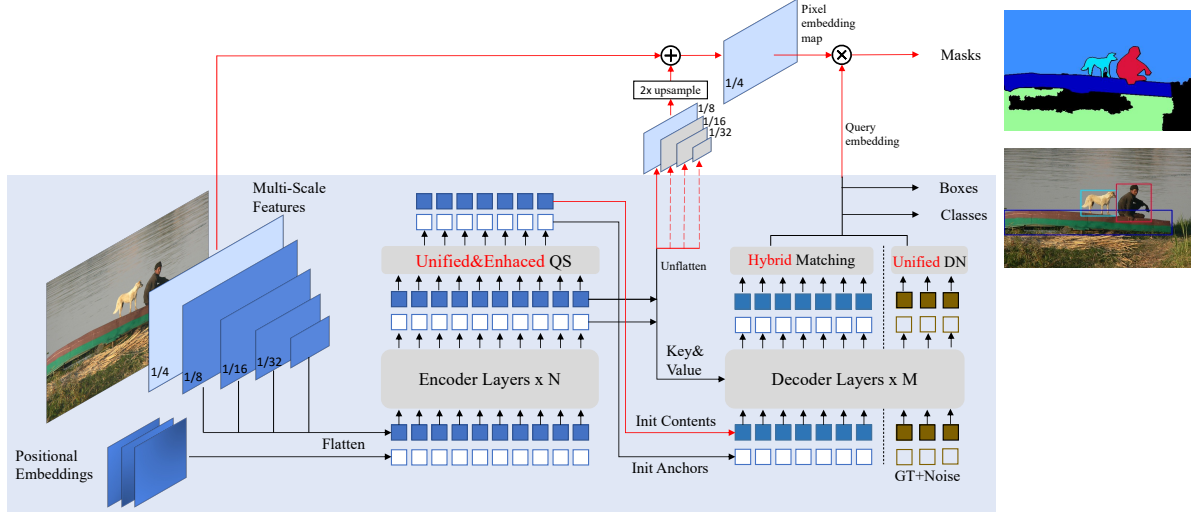 Pixel
embedding
map
Masks
1/4
2x upsample
1/8
1/16
1/32
Query
embedding
Multi-Scale
Features
Boxes
Classes
Unified&Enhaced QS
Unflatten
Hybrid Matching
Unified DN
1/4
1/8
1/16
1/32
Encoder Layers x N
Key&
Value
Decoder Layers x M
Flatten
Init Contents
Positional
Embeddings
Init Anchors
GT+Noise